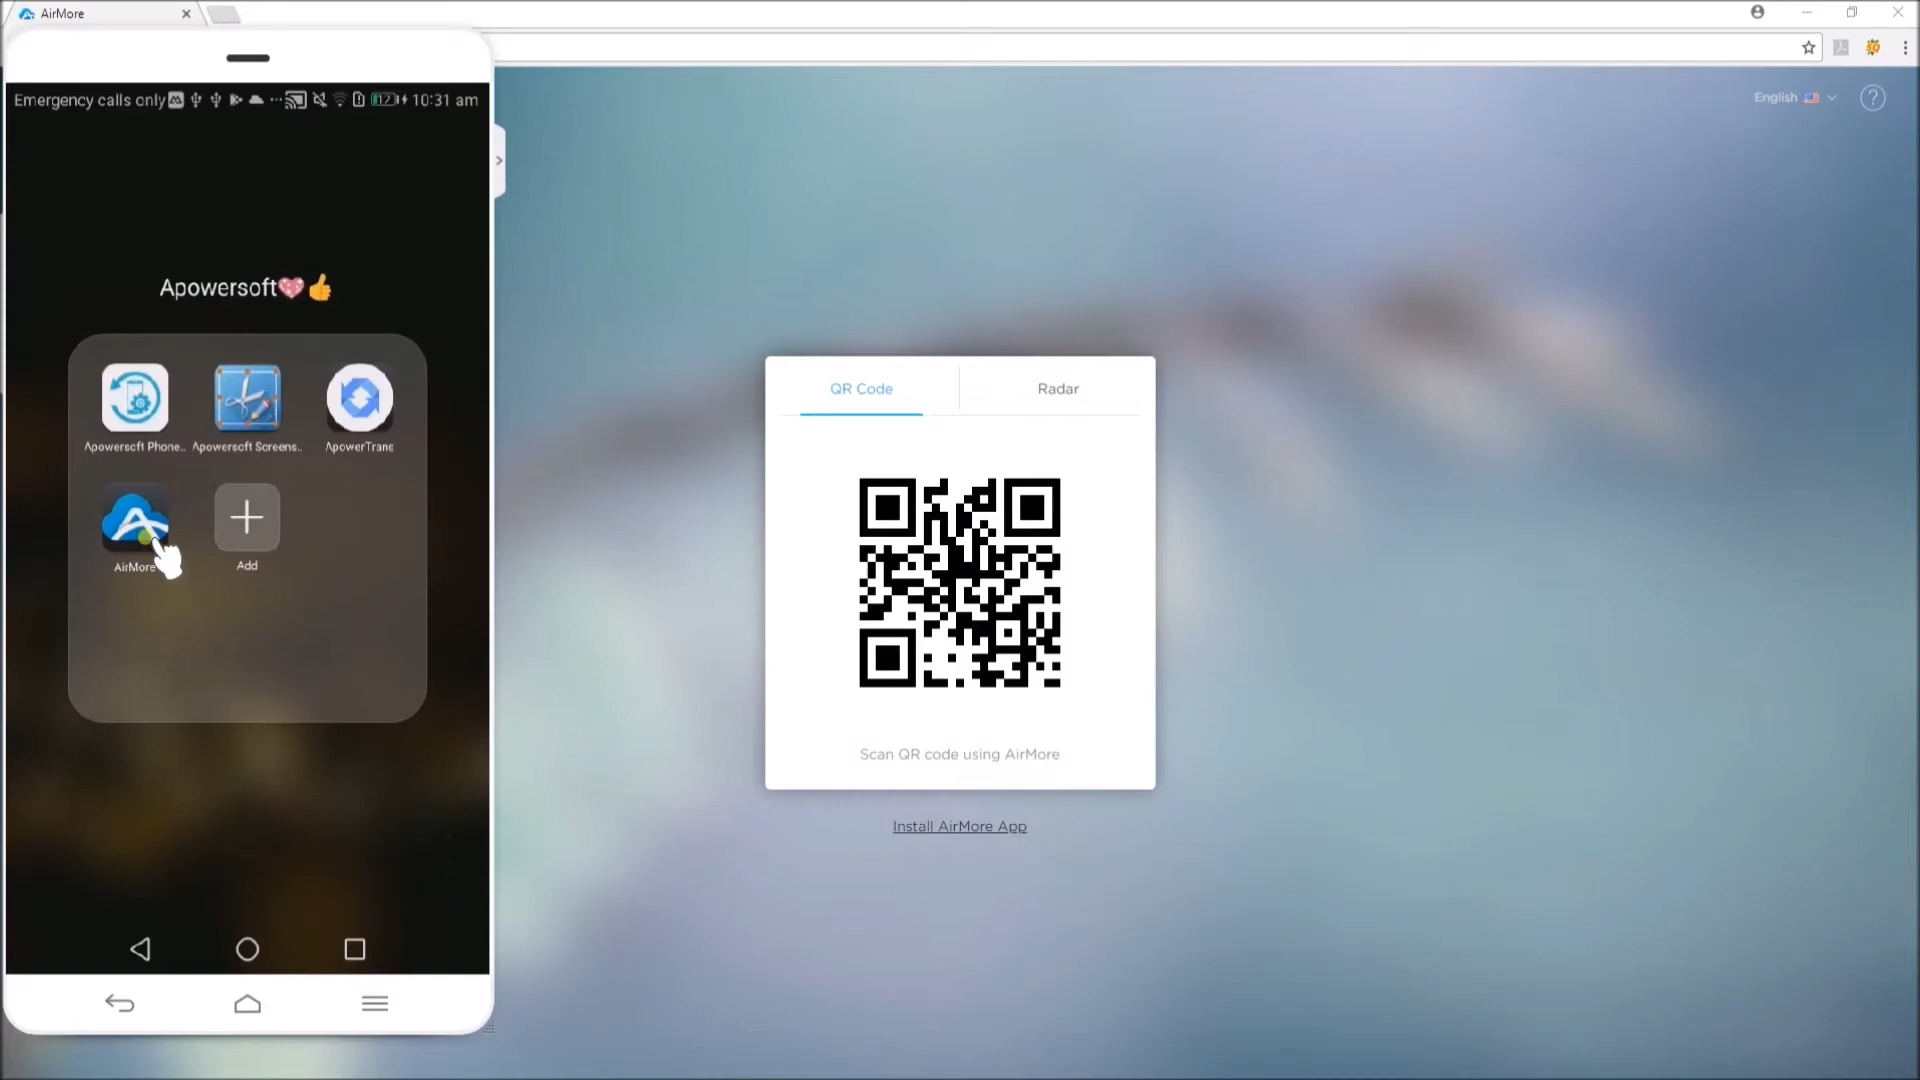 AirMore
Emergency calls only 12 10:31 am
English
?
Apowersoft💖👍
Apowersoft Phone.. Apowersoft Screens.. ApowerTrans
AirMore Add
QR Code Radar
Scan QR code using AirMore
Install AirMore App